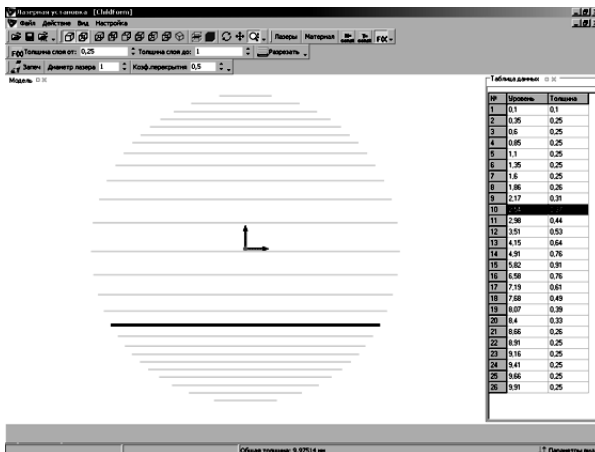 Лазерная установка - [ChildForm]
Файл Действие Вид Настройка
Лазеры Материал F(X)
F(X) Толщина слоя от: 0,25 Толщина слоя до: 1 Разрезать
Запеч Диаметр лазера 1 Коэф.перекрытия 0,5
Модель
Таблица данных
№ Уровень Толщина
1 0,1 0,1
2 0,35 0,25
3 0,6 0,25
4 0,85 0,25
5 1,1 0,25
6 1,35 0,25
7 1,6 0,25
8 1,86 0,26
9 2,17 0,31
10
11 2,98 0,44
12 3,51 0,53
13 4,15 0,64
14 4,91 0,76
15 5,82 0,91
16 6,58 0,76
17 7,19 0,61
18 7,68 0,49
19 8,07 0,39
20 8,4 0,33
21 8,66 0,26
22 8,91 0,25
23 9,16 0,25
24 9,41 0,25
25 9,66 0,25
26 9,91 0,25
Общая толщина: 9,97514 мм
Параметры вида